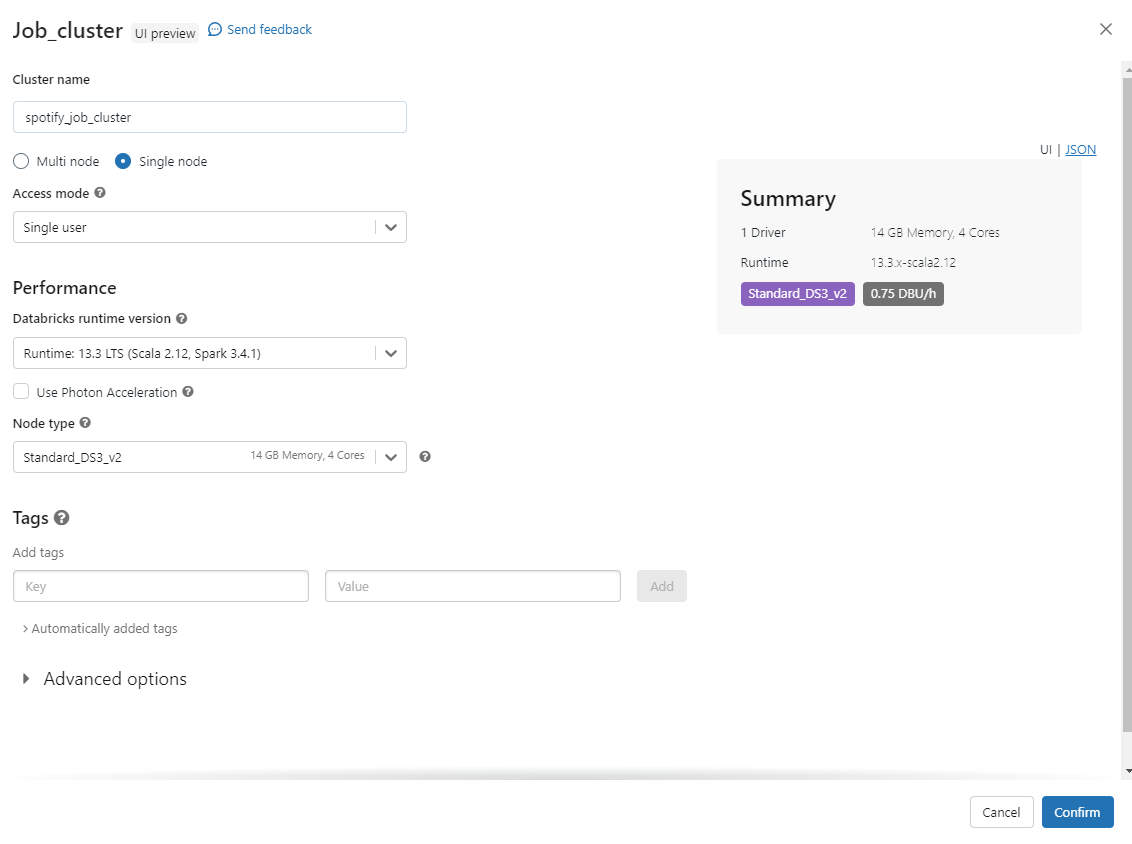 Job_cluster UI preview Send feedback
Cluster name
spotify_job_cluster
Multi node Single node
Access mode
Single user
Performance
Databricks runtime version
Runtime: 13.3 LTS (Scala 2.12, Spark 3.4.1)
Use Photon Acceleration
Node type
Standard_DS3_v2 14 GB Memory, 4 Cores
Tags
Add tags
Key Value Add
Automatically added tags
Advanced options
UI | JSON
Summary
1 Driver 14 GB Memory, 4 Cores
Runtime 13.3.x-scala2.12
Standard_DS3_v2 0.75 DBU/h
Cancel Confirm